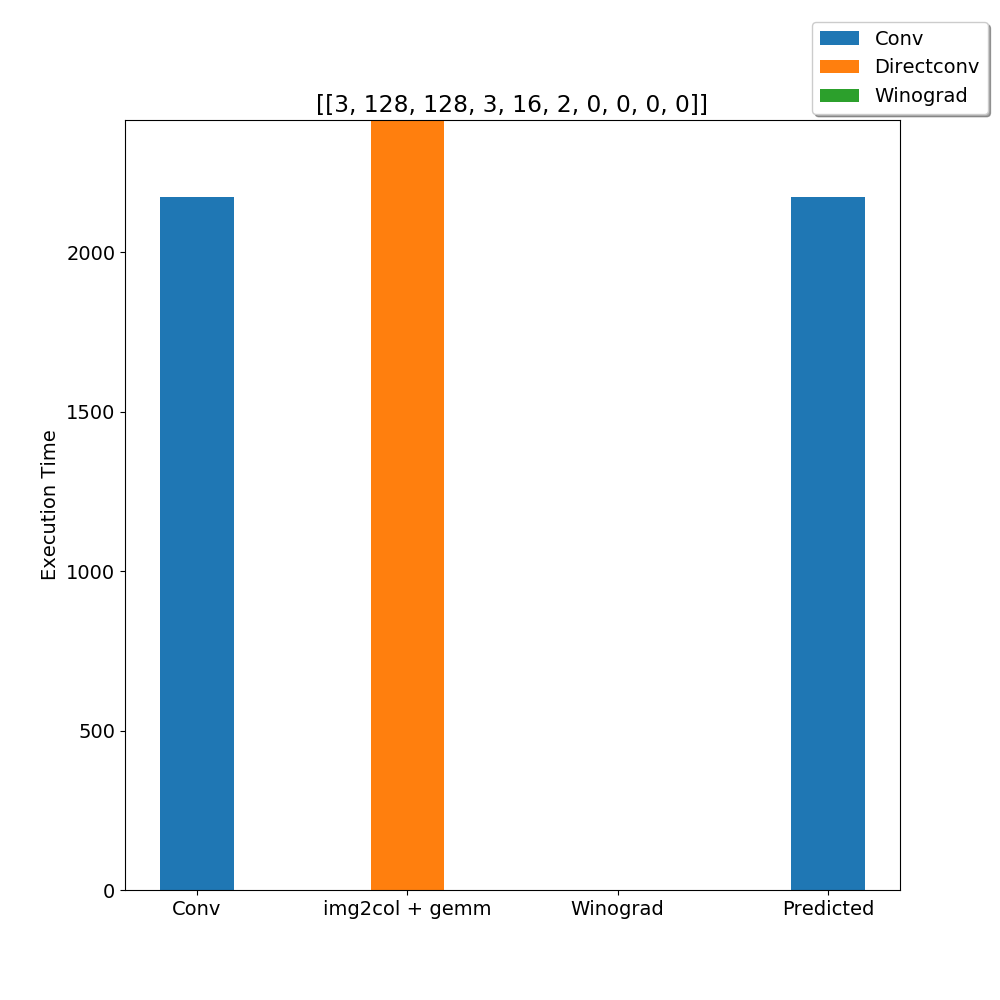 Conv
Directconv
Winograd
[[3, 128, 128, 3, 16, 2, 0, 0, 0, 0]]
Execution Time
2000
1500
1000
500
0
Conv img2col + gemm Winograd Predicted